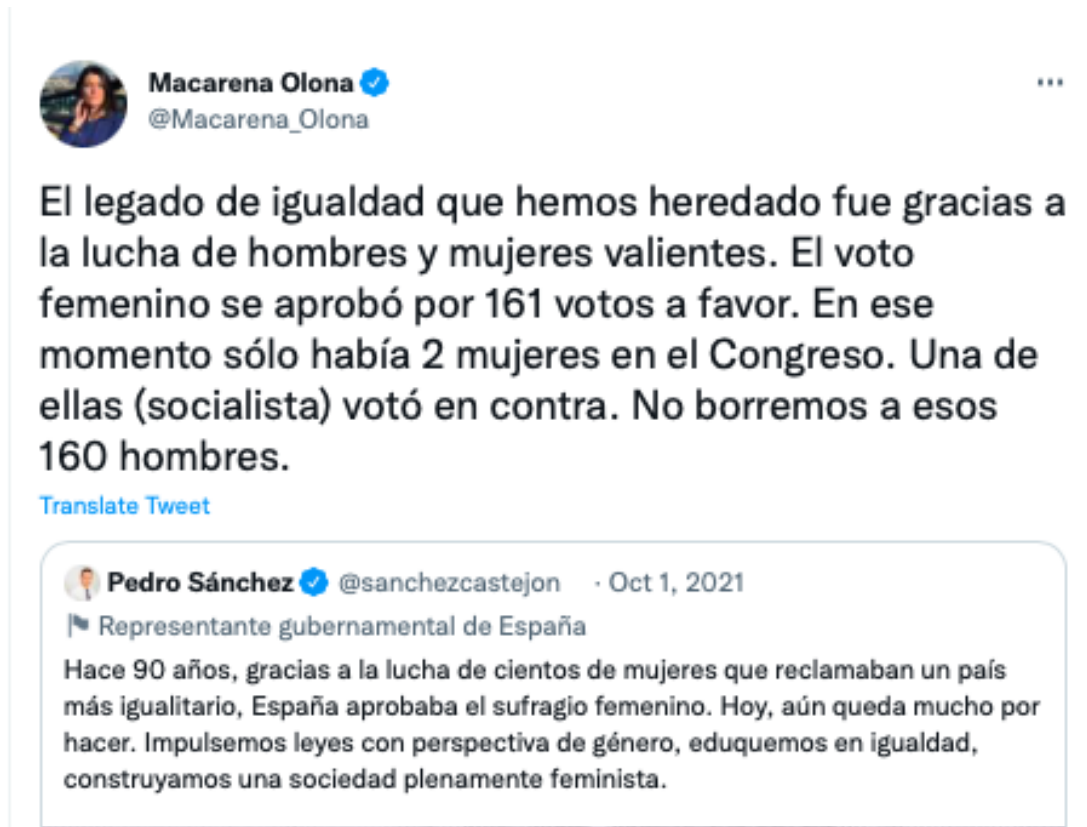 Macarena Olona
@Macarena_Olona
El legado de igualdad que hemos heredado fue gracias a
la lucha de hombres y mujeres valientes. El voto
femenino se aprobó por 161 votos a favor. En ese
momento sólo había 2 mujeres en el Congreso. Una de
ellas (socialista) votó en contra. No borremos a esos
160 hombres.
Translate Tweet
Pedro Sánchez @sanchezcastejon · Oct 1, 2021
Representante gubernamental de España
Hace 90 años, gracias a la lucha de cientos de mujeres que reclamaban un país
más igualitario, España aprobaba el sufragio femenino. Hoy, aún queda mucho por
hacer. Impulsemos leyes con perspectiva de género, eduquemos en igualdad,
construyamos una sociedad plenamente feminista.